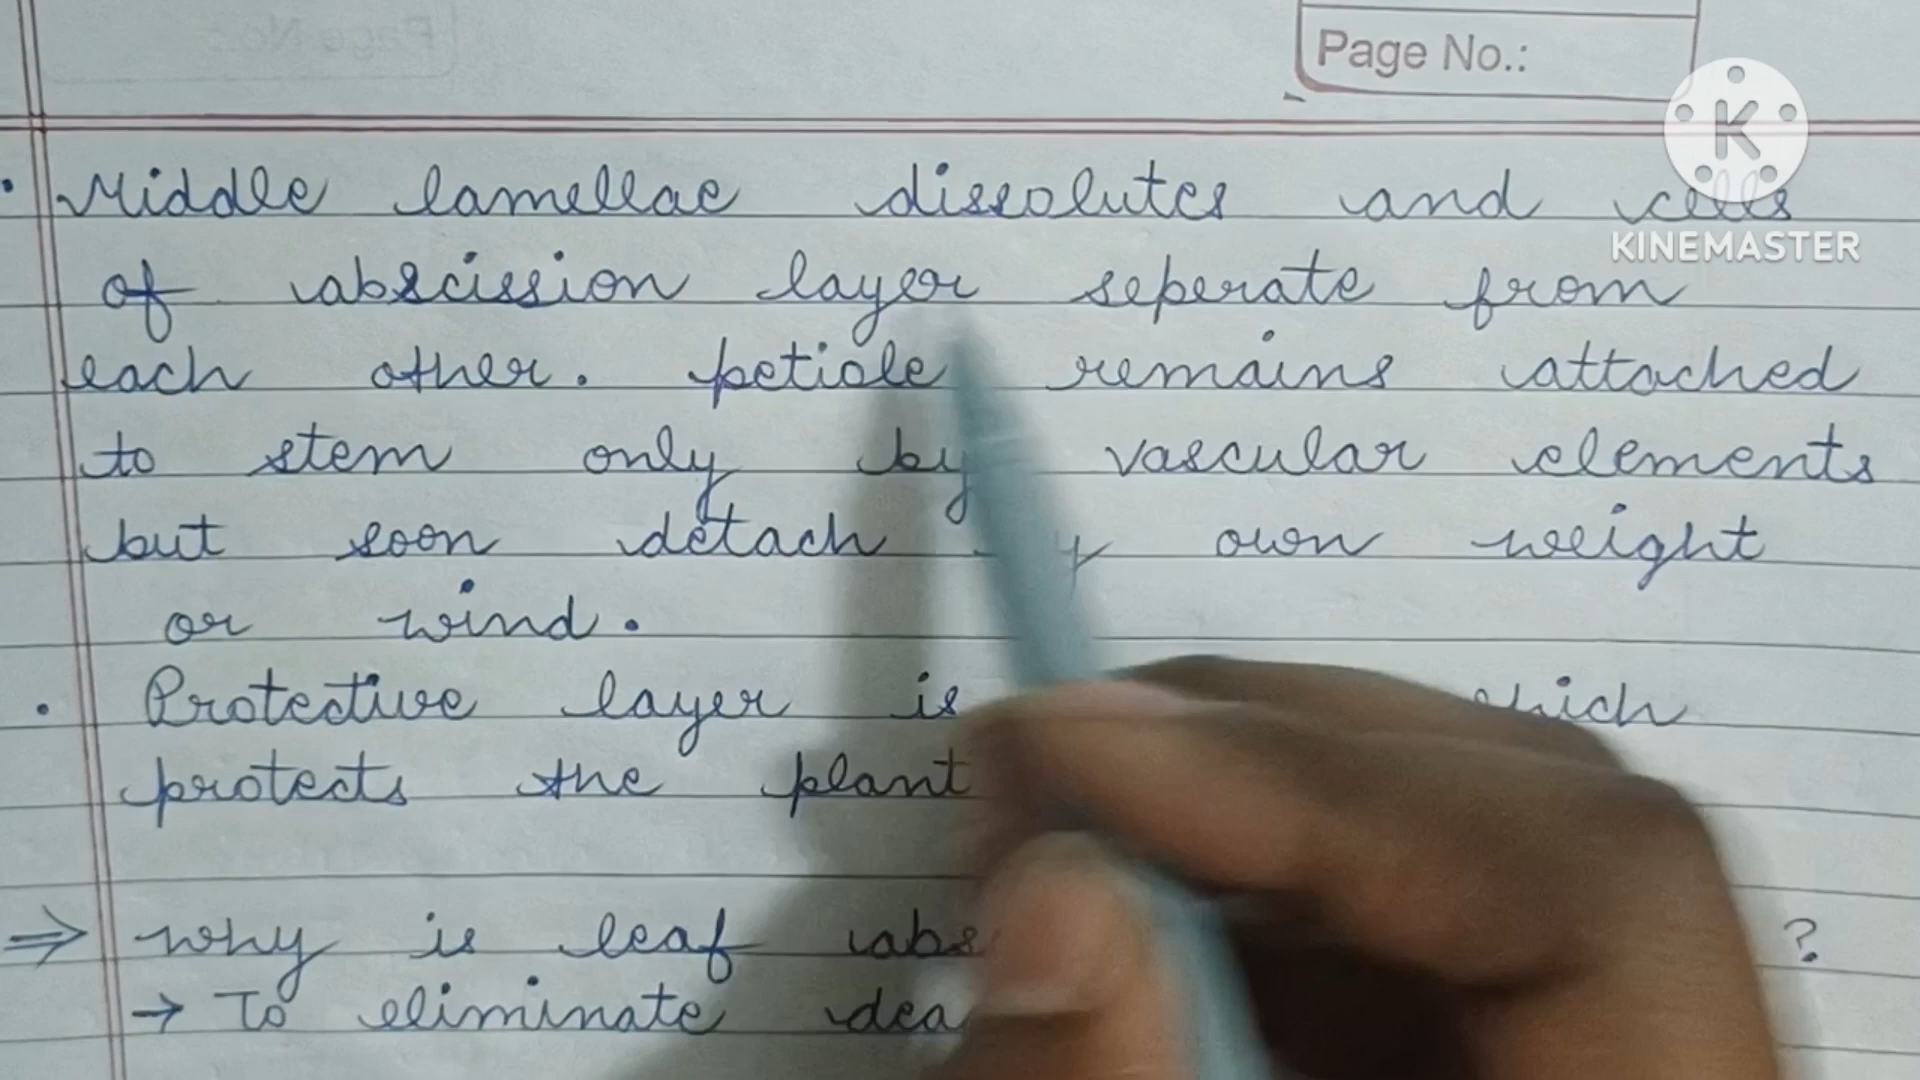 Page No.:
KINEMASTER
• Middle lamellae dissolutes and cells
of abscission layer seperate from
each other. petiole remains attached
to stem only by vascular elements
but soon detach own weight
or wind.
• Protective layer is which
protects the plant
⇒ why is leaf ?
→ To eliminate